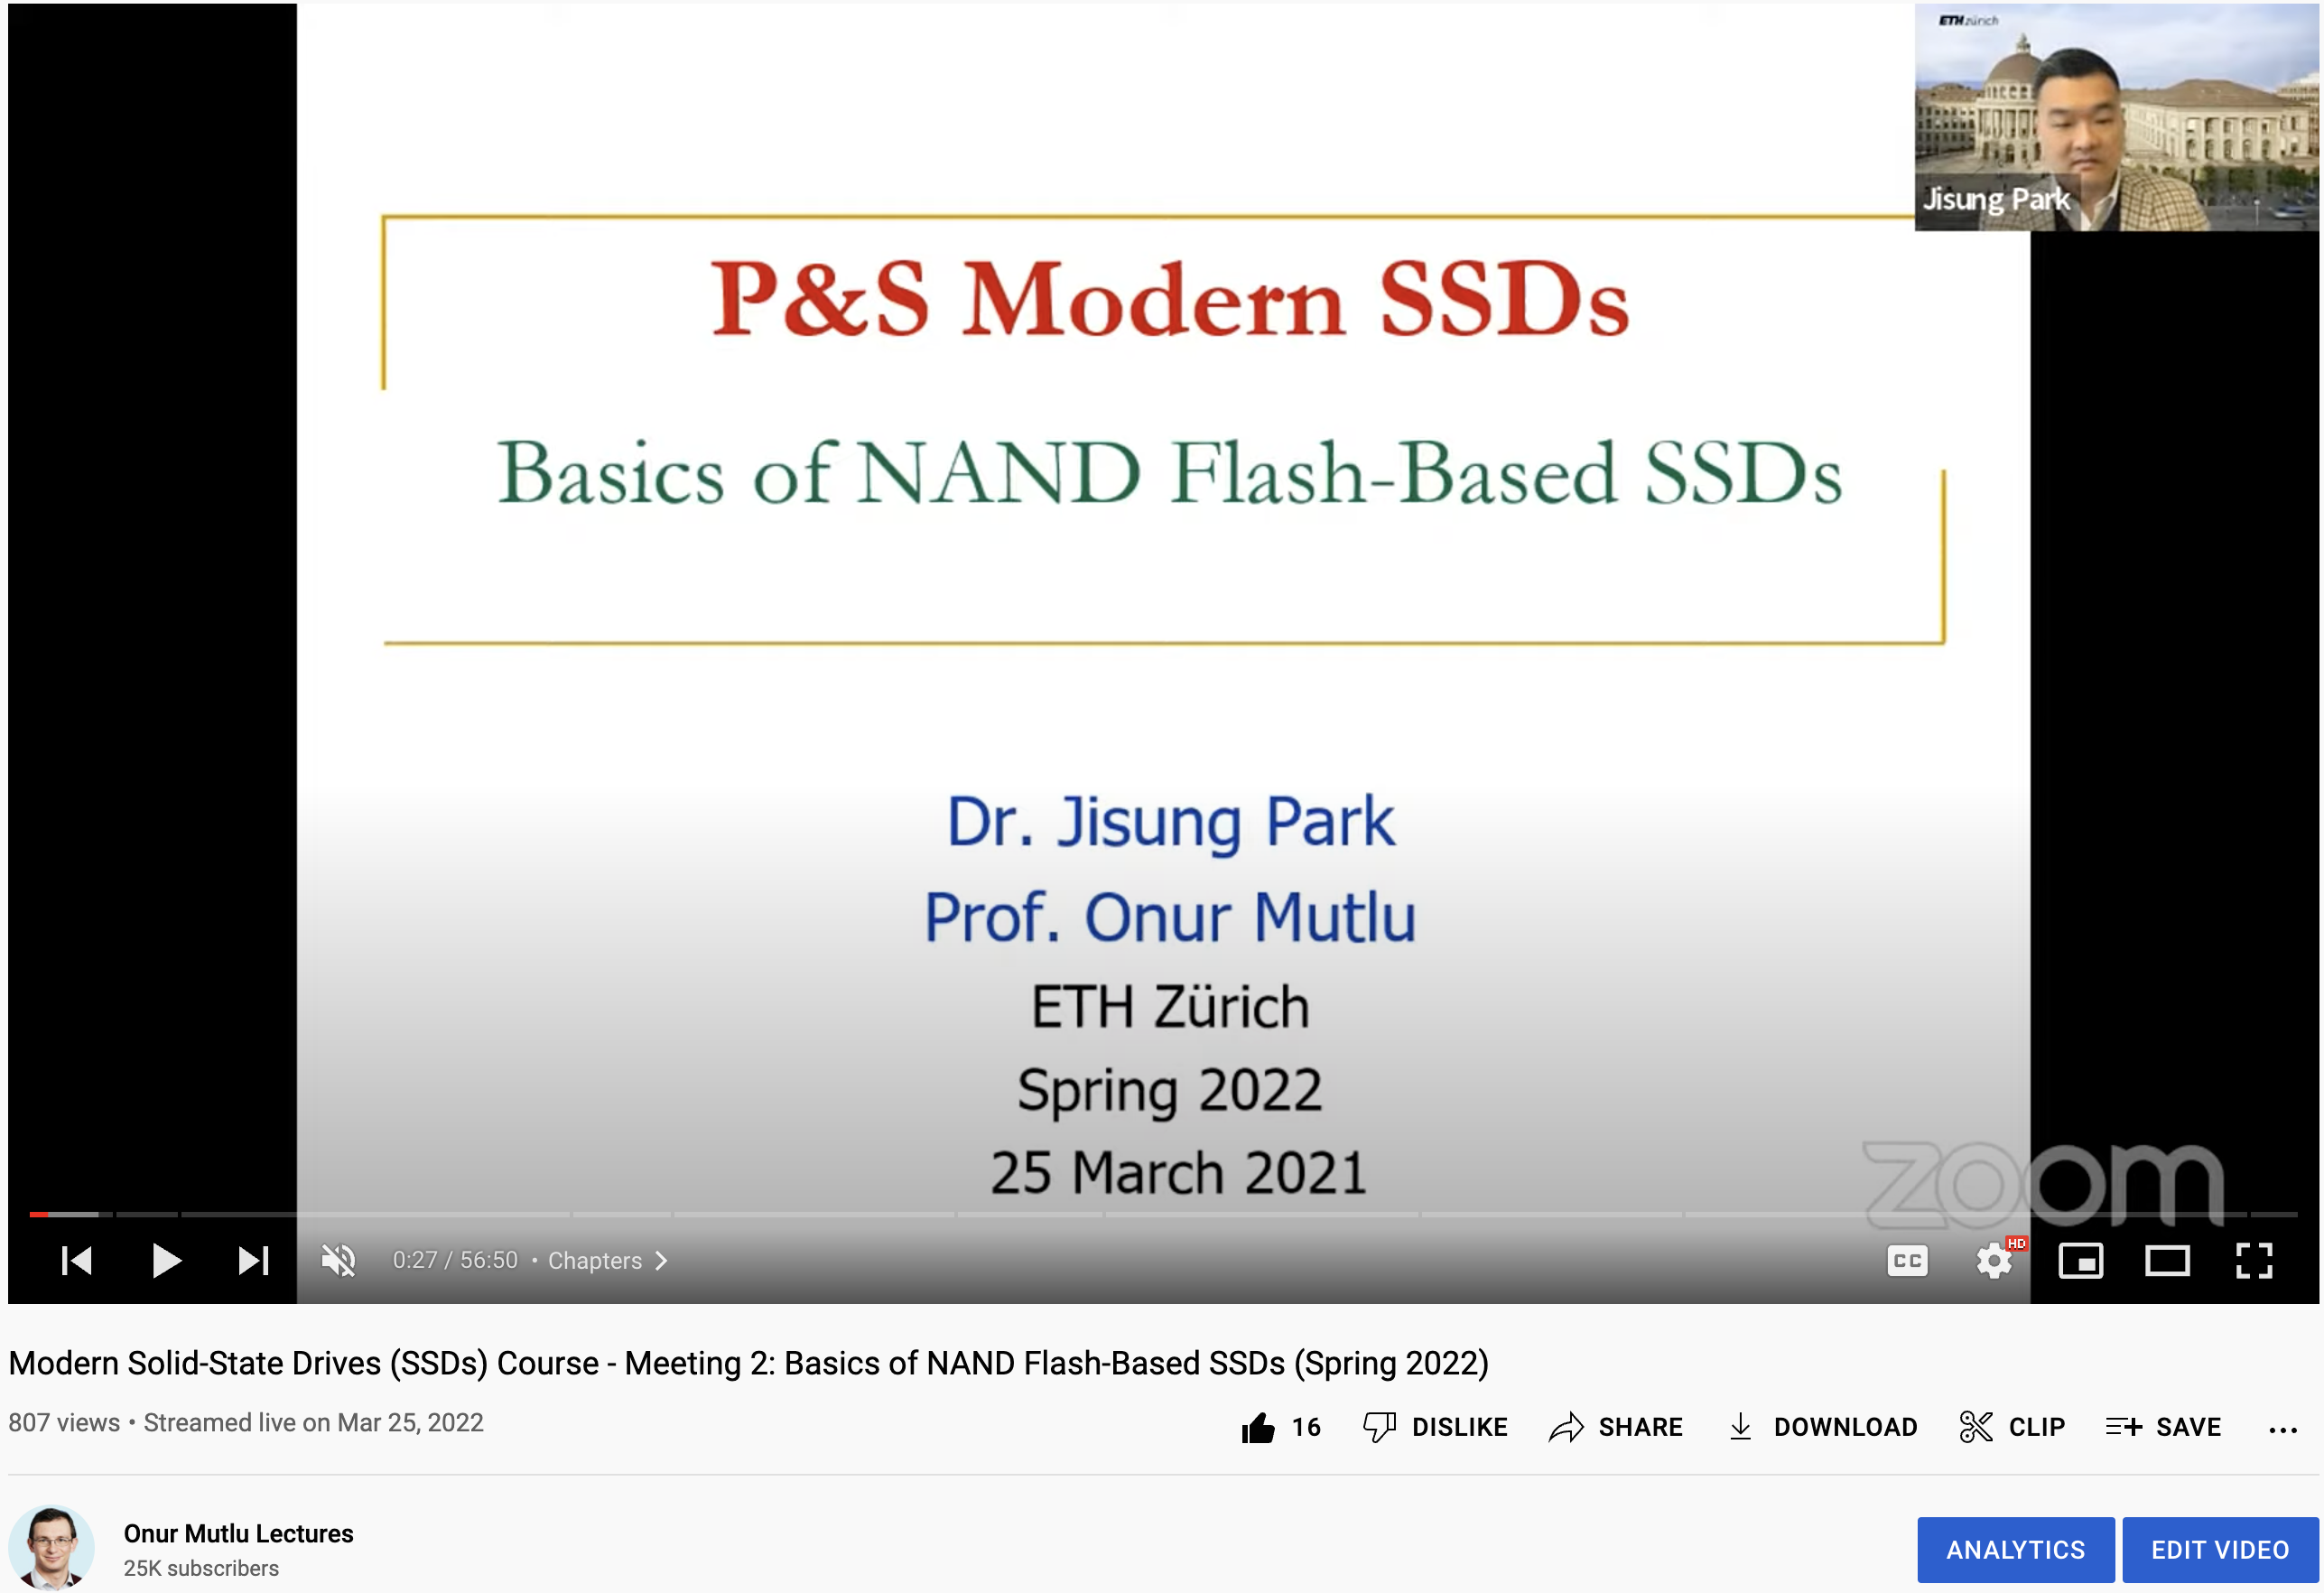 ETH zürich
Jisung Park
P&S Modern SSDs
Basics of NAND Flash-Based SSDs
Dr. Jisung Park
Prof. Onur Mutlu
ETH Zürich
Spring 2022
25 March 2021
zoom
0:27 / 56:50 • Chapters
CC
HD
Modern Solid-State Drives (SSDs) Course - Meeting 2: Basics of NAND Flash-Based SSDs (Spring 2022)
807 views • Streamed live on Mar 25, 2022
16 DISLIKE SHARE DOWNLOAD CLIP SAVE ...
Onur Mutlu Lectures
25K subscribers
ANALYTICS EDIT VIDEO